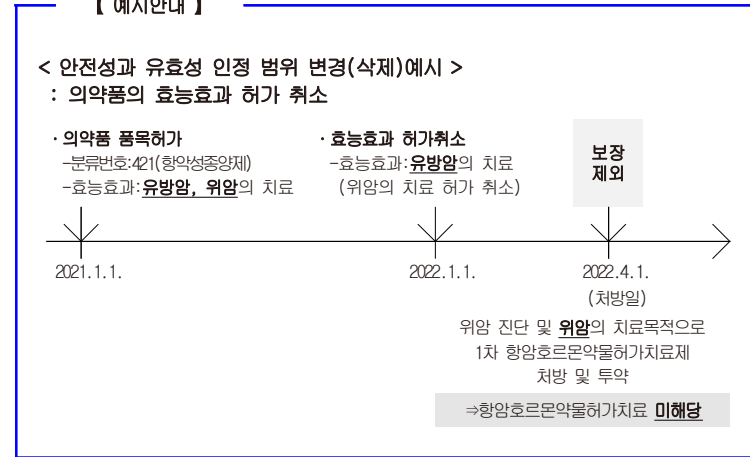 【 예시안내 】
< 안전성과 유효성 인정 범위 변경(삭제)예시 >
: 의약품의 효능효과 허가 취소
· 의약품 품목허가
-분류번호:421(항악성종양제)
-효능효과:유방암, 위암의 치료
· 효능효과 허가취소
-효능효과:유방암의 치료
(위암의 치료 허가 취소)
보장
제외
2021.1.1.
2022.1.1.
2022.4.1.
(처방일)
위암 진단 및 위암의 치료목적으로
1차 항암호르몬약물허가치료제
처방 및 투약
⇒항암호르몬약물허가치료 미해당